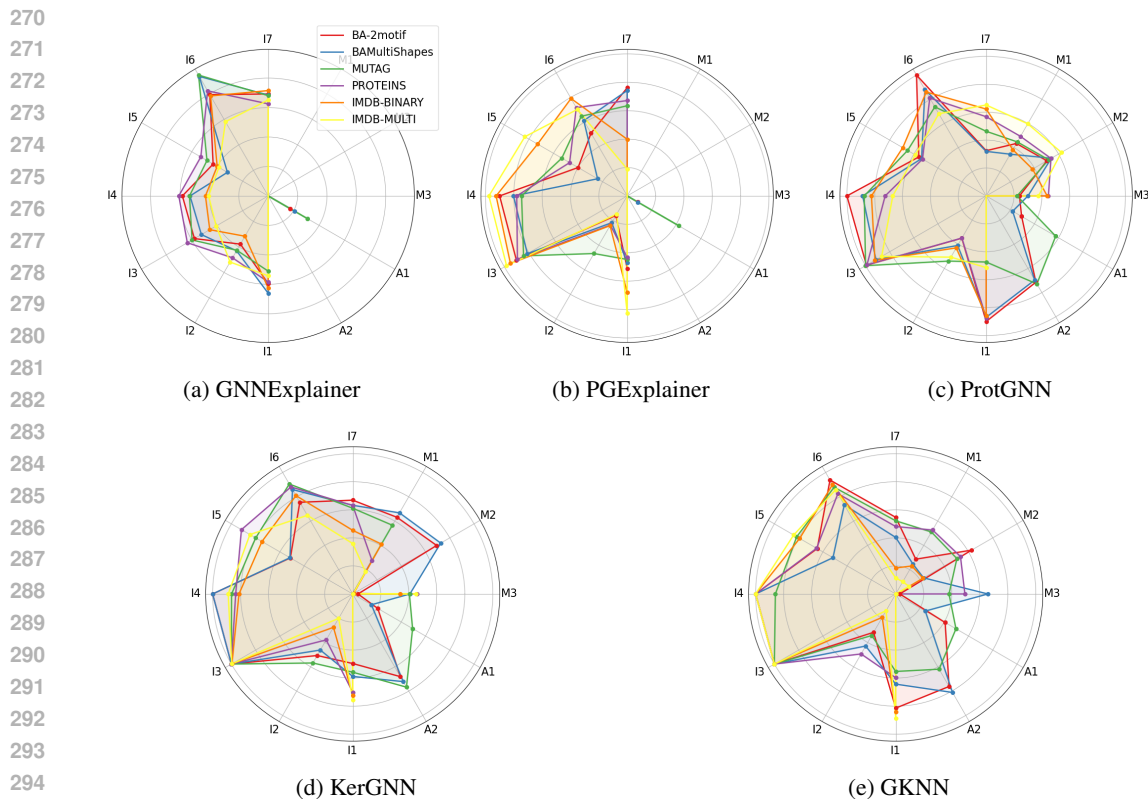 270
271
272
273
274
275
276
277
278
279
280
281
282
283
284
285
286
287
288
289
290
291
292
293
294
I7
M1
M2
M3
A1
A2
I1
I2
I3
I4
I5
I6
BA-2motif
BAMultiShapes
MUTAG
PROTEINS
IMDB-BINARY
IMDB-MULTI
(a) GNNExplainer
I7
M1
M2
M3
A1
A2
I1
I2
I3
I4
I5
I6
(b) PGExplainer
I7
M1
M2
M3
A1
A2
I1
I2
I3
I4
I5
I6
(c) ProtGNN
I7
M1
M2
M3
A1
A2
I1
I2
I3
I4
I5
I6
(d) KerGNN
I7
M1
M2
M3
A1
A2
I1
I2
I3
I4
I5
I6
(e) GKNN